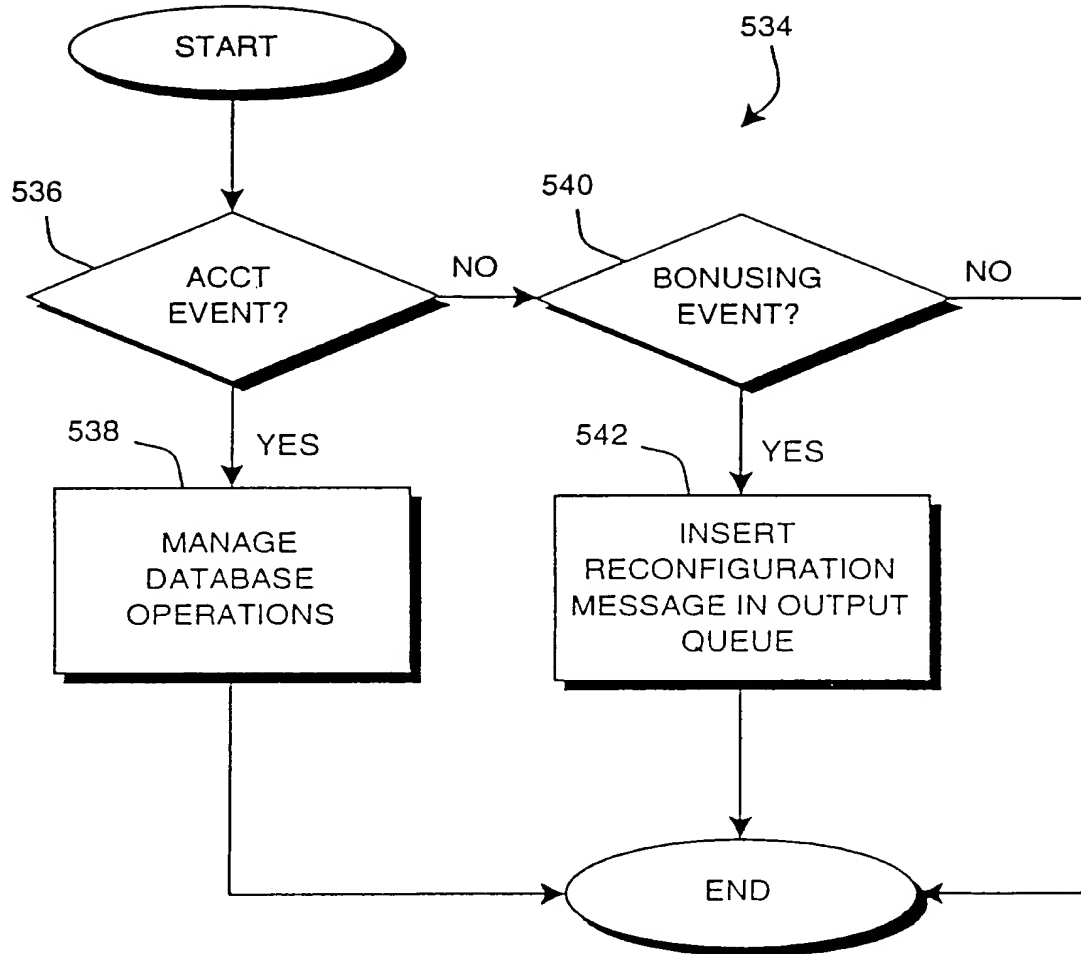 START
534
536
540
ACCT
EVENT?
NO
BONUSING
EVENT?
NO
538
YES
542
YES
MANAGE
DATABASE
OPERATIONS
INSERT
RECONFIGURATION
MESSAGE IN OUTPUT
QUEUE
END